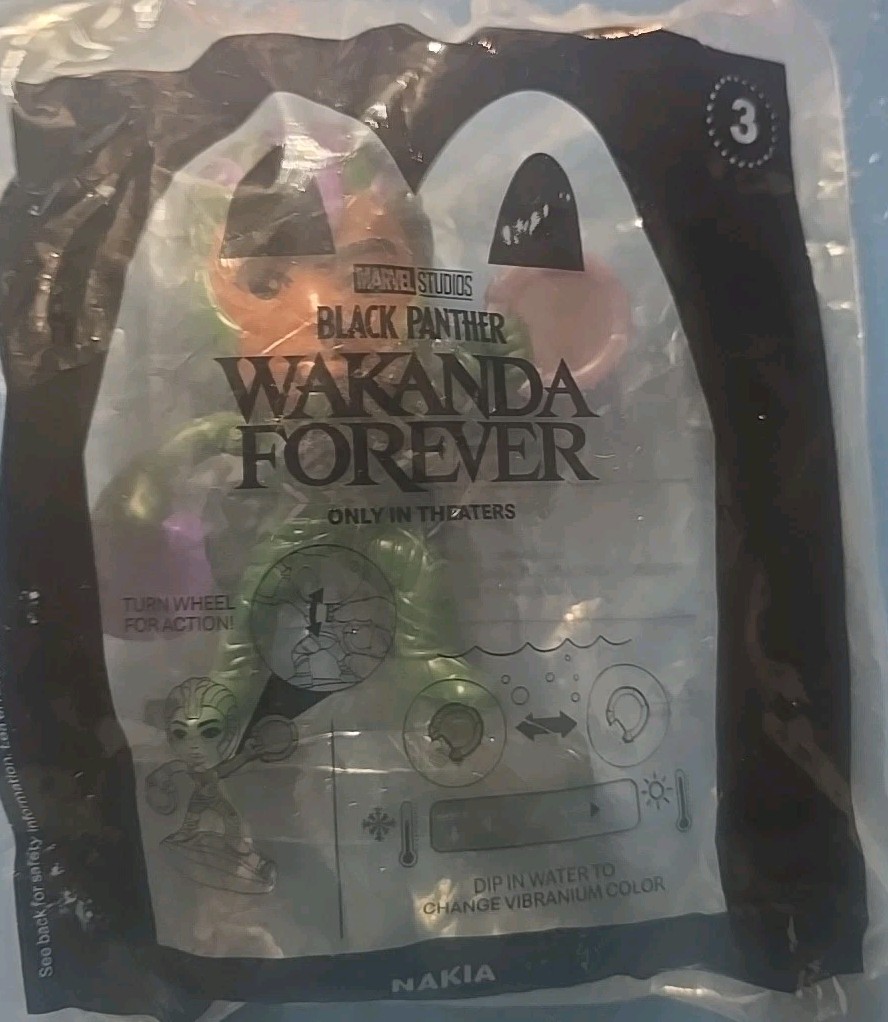 3
MARVEL STUDIOS
BLACK PANTHER
WAKANDA
FOREVER
ONLY IN THEATERS
TURN WHEEL
FOR ACTION!
DIP IN WATER TO
CHANGE VIBRANIUM COLOR
NAKIA
See back for safety information.